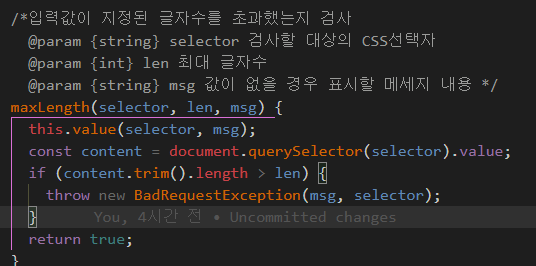 /*입력값이 지정된 글자수를 초과했는지 검사
@param {string} selector 검사할 대상의 CSS선택자
@param {int} len 최대 글자수
@param {string} msg 값이 없을 경우 표시할 메세지 내용 */
maxLength(selector, len, msg) {
this.value(selector, msg);
const content = document.querySelector(selector).value;
if (content.trim().length > len) {
throw new BadRequestException(msg, selector);
} You, 4시간 전 • Uncommitted changes
return true;
}